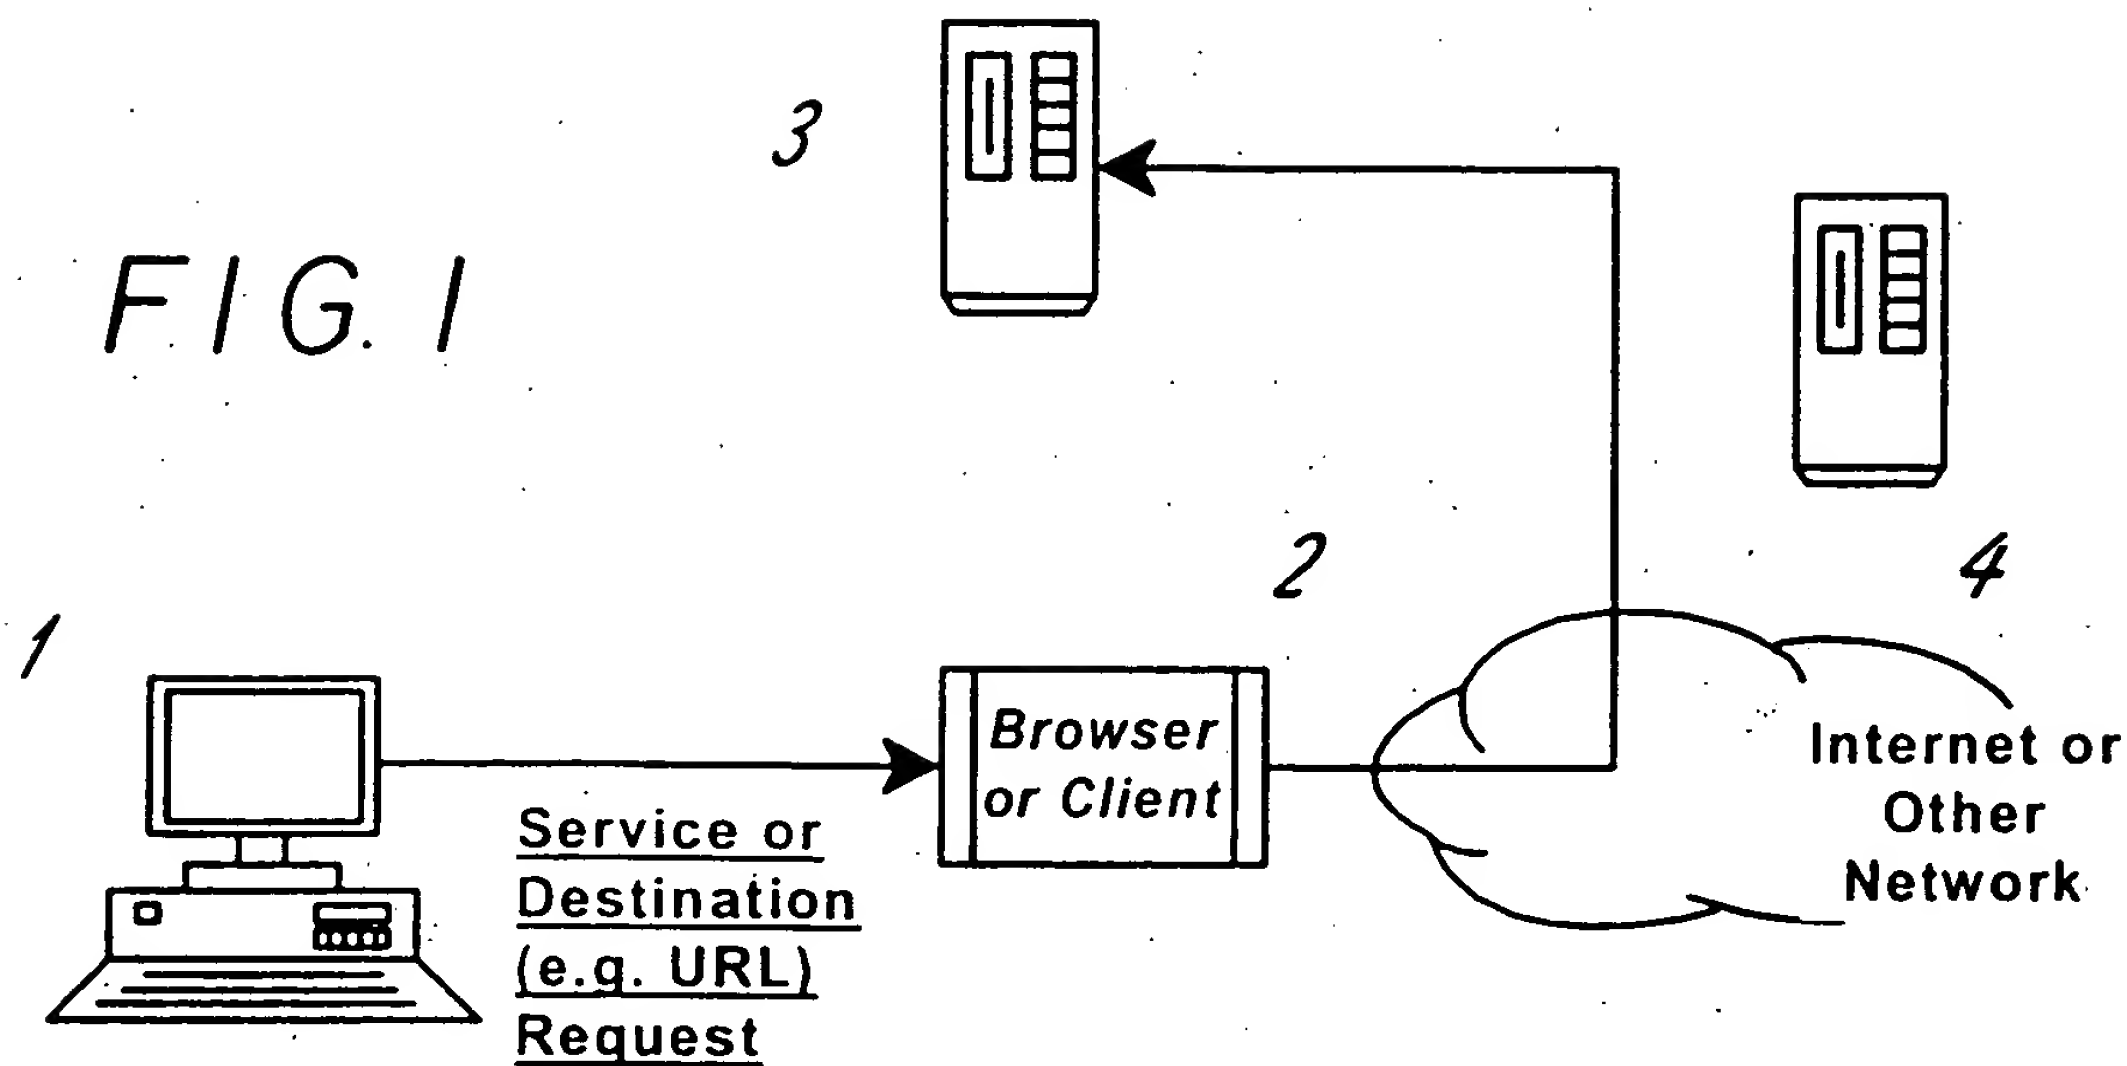 3
FIG. 1
2
4
1
Browser
or Client
Internet or
Other
Network
Service or
Destination
(e.g. URL)
Request